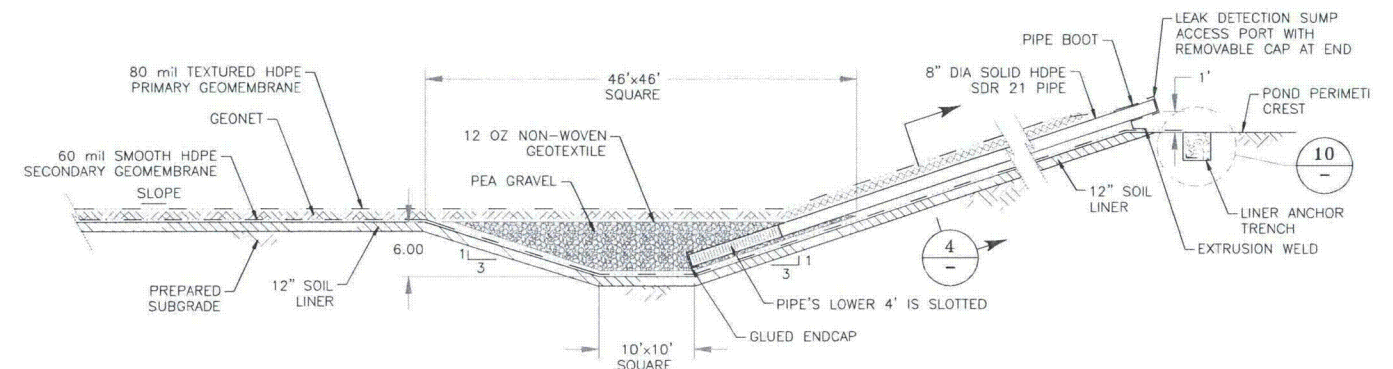 LEAK DETECTION SUMP
ACCESS PORT WITH
REMOVABLE CAP AT END
PIPE BOOT
8" DIA SOLID HDPE
SDR 21 PIPE
1'
POND PERIMETI
CREST
80 mil TEXTURED HDPE
PRIMARY GEOMEMBRANE
46'x46'
SQUARE
GEONET
12 OZ NON-WOVEN
GEOTEXTILE
60 mil SMOOTH HDPE
SECONDARY GEOMEMBRANE
PEA GRAVEL
SLOPE
10
-
12" SOIL
LINER
LINER ANCHOR
TRENCH
EXTRUSION WELD
6.00
1
3
1
3
4
-
PREPARED
SUBGRADE
12" SOIL
LINER
PIPE'S LOWER 4' IS SLOTTED
GLUED ENDCAP
10'x10'
SQUARE